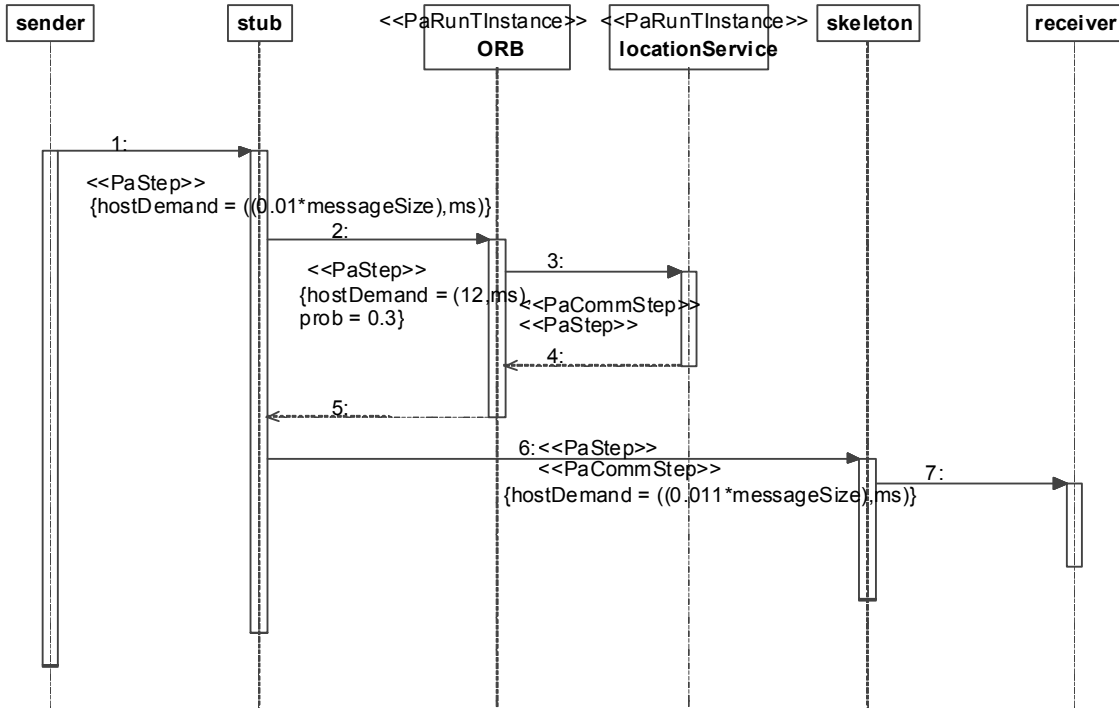 sender
stub
<<PaRunTInstance>>
ORB
<<PaRunTInstance>>
locationService
skeleton
receiver
1:
<<PaStep>>
{hostDemand = ((0.01*messageSize),ms)}
2:
<<PaStep>>
{hostDemand = (12,ms),
prob = 0.3}
3:
<<PaCommStep>>
<<PaStep>>
4:
5:
6:<<PaStep>>
<<PaCommStep>>
{hostDemand = ((0.011*messageSize),ms)}
7: